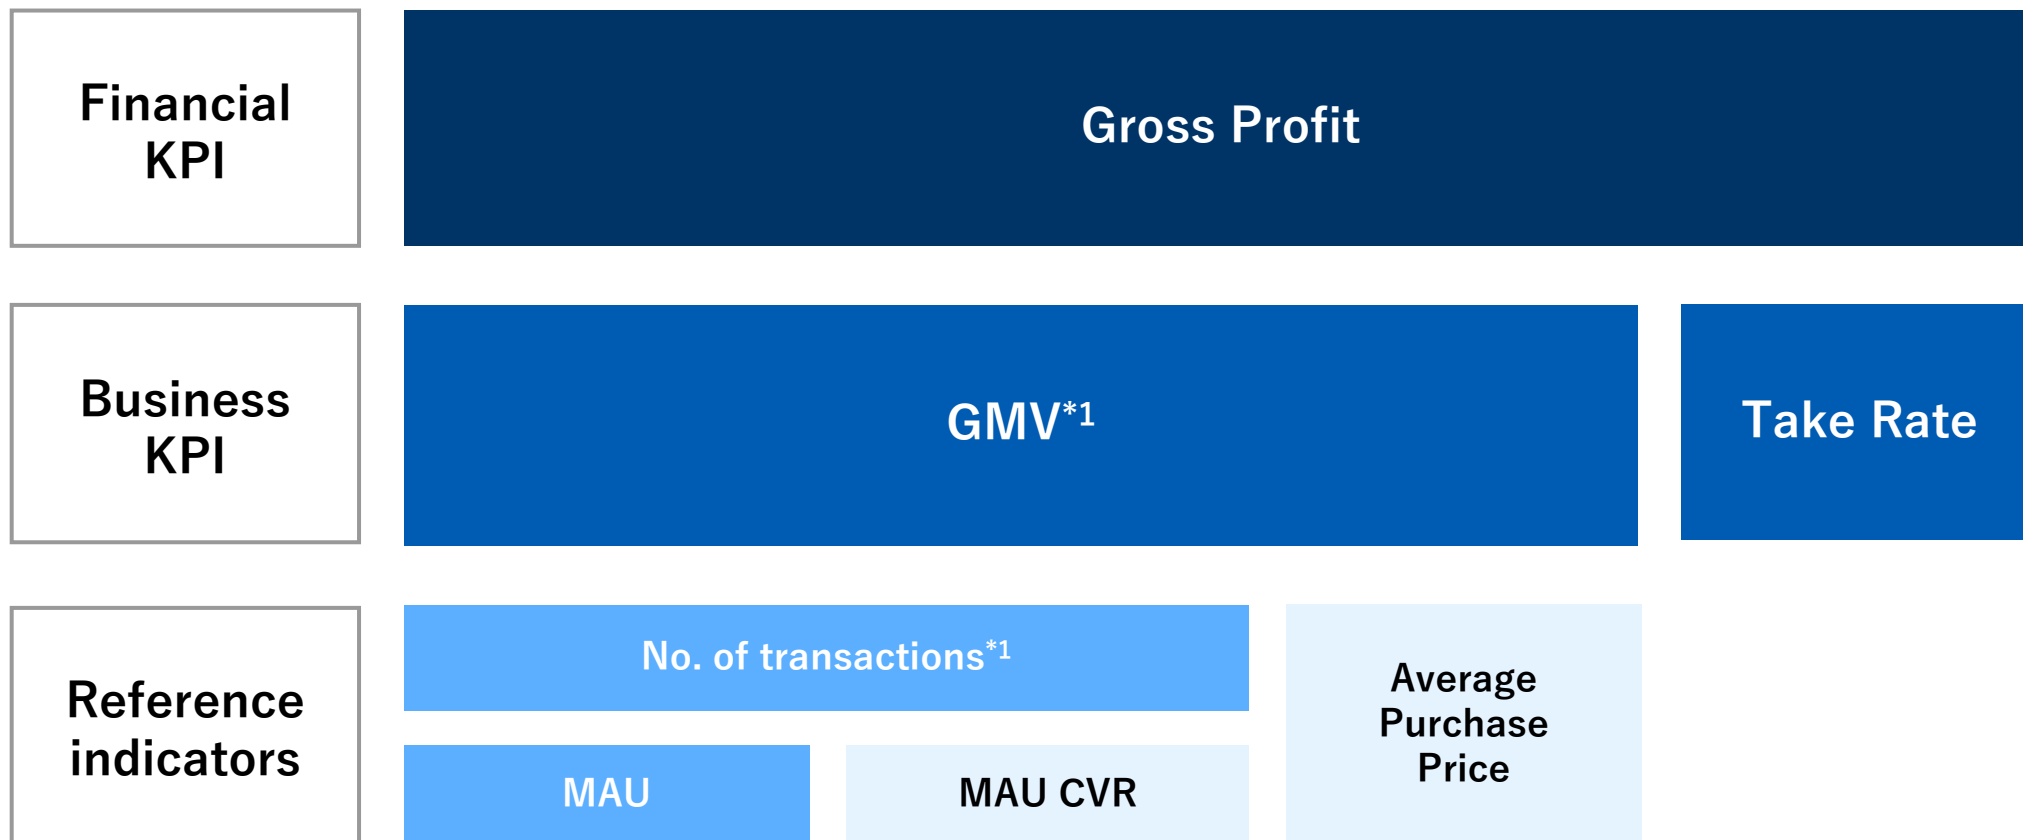 Financial
KPI
Gross Profit
Business
KPI
GMV*1
Take Rate
Reference
indicators
No. of transactions*1
Average
Purchase
Price
MAU
MAU CVR